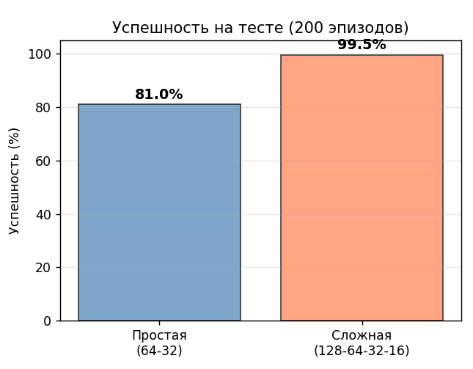 Успешность на тесте (200 эпизодов)
99.5%
81.0%
Успешность (%)
100
80
60
40
20
0
Простая
(64-32)
Сложная
(128-64-32-16)